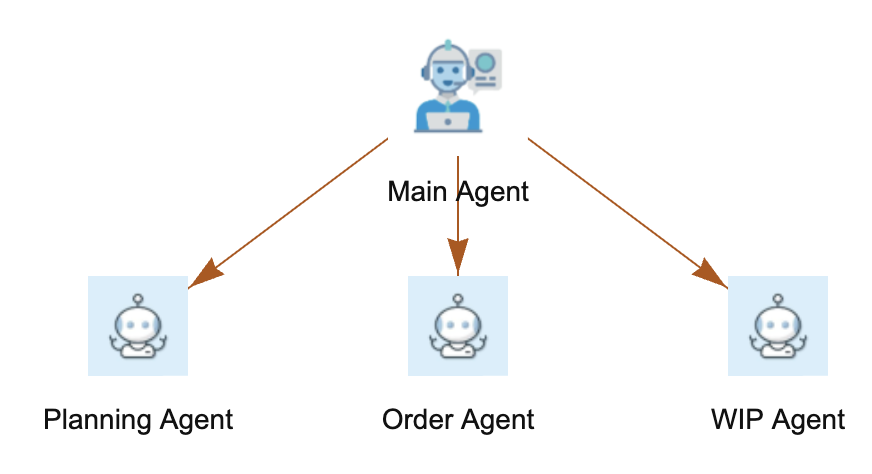 Main Agent
Planning Agent
Order Agent
WIP Agent